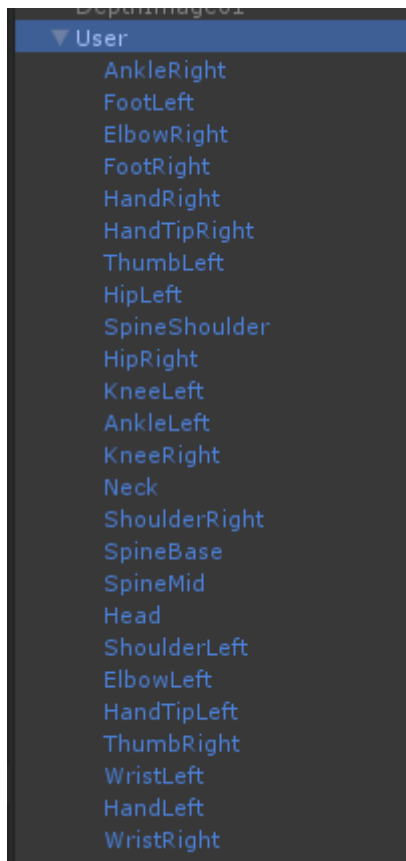 DepthImage01
User
AnkleRight
FootLeft
ElbowRight
FootRight
HandRight
HandTipRight
ThumbLeft
HipLeft
SpineShoulder
HipRight
KneeLeft
AnkleLeft
KneeRight
Neck
ShoulderRight
SpineBase
SpineMid
Head
ShoulderLeft
ElbowLeft
HandTipLeft
ThumbRight
WristLeft
HandLeft
WristRight